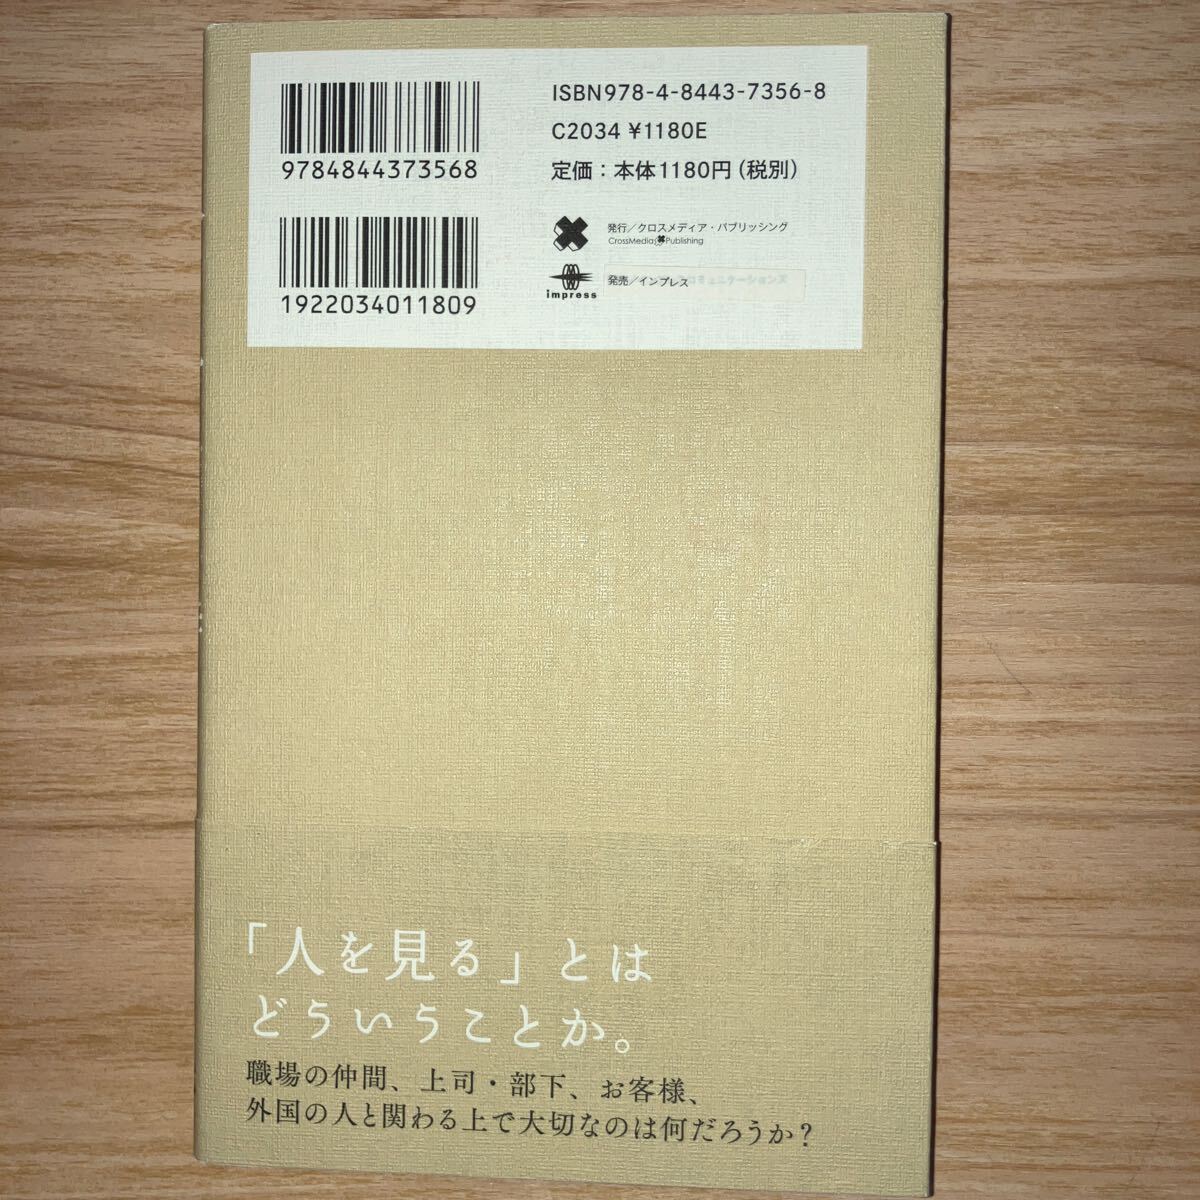 9784844373568
ISBN978-4-8443-7356-8
C2034 ¥1180E
定価：本体1180円（税別）
1922034011809
発行／クロスメディア・パブリッシング
CrossMedia Publishing
impress
発売／インプレス
「人を見る」とは
どういうことか。
職場の仲間、上司・部下、お客様、
外国の人と関わる上で大切なのは何だろうか？